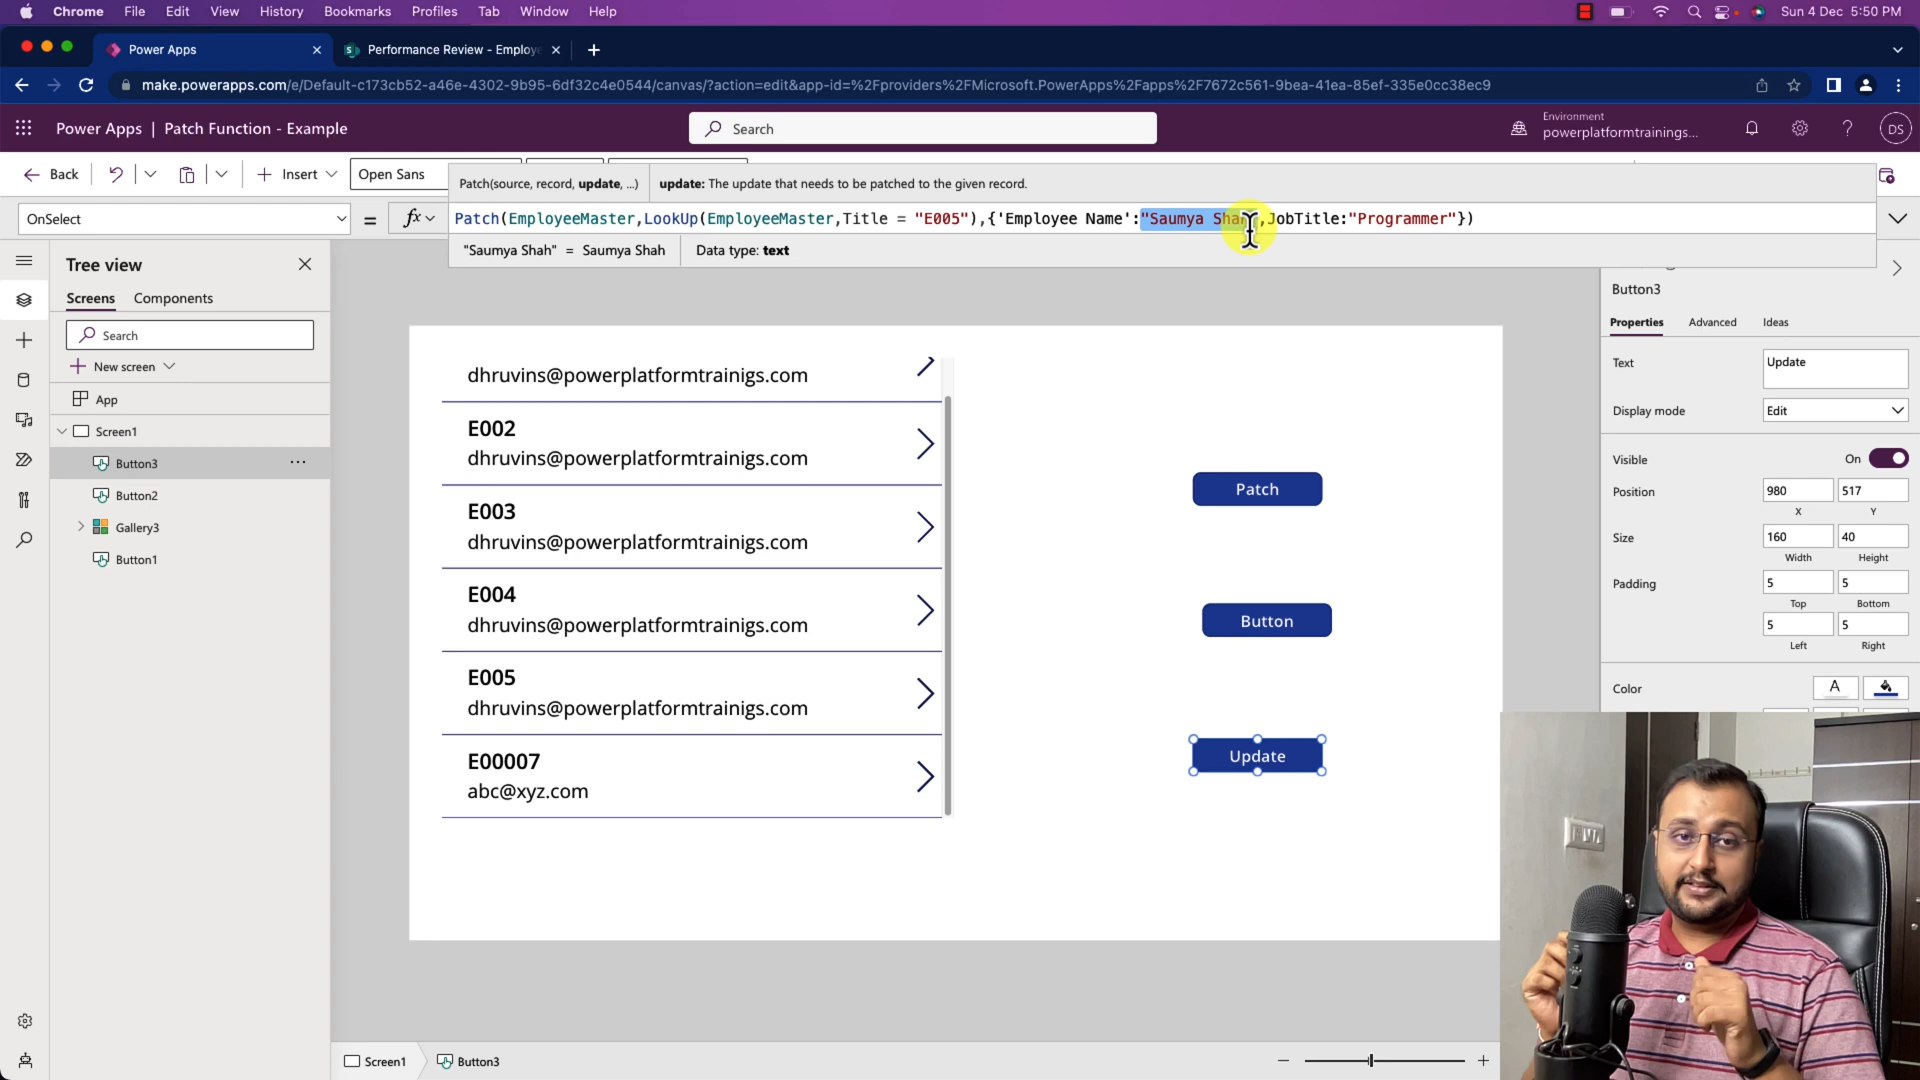 Chrome File Edit View History Bookmarks Profiles Tab Window Help Sun 4 Dec 5:50 PM
Power Apps Performance Review - Employe
make.powerapps.com/e/Default-c173cb52-a46e-4302-9b95-6df32c4e0544/canvas/?action=edit&app-id=%2Fproviders%2FMicrosoft.PowerApps%2Fapps%2F7672c561-9bea-41ea-85ef-335e0cc38ec9
Power Apps | Patch Function - Example Search Environment
powerplatformtrainings... DS
Back Insert Open Sans
Patch(source, record, update, ...) update: The update that needs to be patched to the given record.
OnSelect = fx Patch(EmployeeMaster,LookUp(EmployeeMaster,Title = "E005"),{'Employee Name':"Saumya Shah",JobTitle:"Programmer"})
"Saumya Shah" = Saumya Shah Data type: text
Tree view
Screens Components
Search
New screen
App
Screen1
Button3
Button2
Gallery3
Button1
dhruvins@powerplatformtrainigs.com
E002
dhruvins@powerplatformtrainigs.com
E003
dhruvins@powerplatformtrainigs.com
E004
dhruvins@powerplatformtrainigs.com
E005
dhruvins@powerplatformtrainigs.com
E00007
abc@xyz.com
Patch
Button
Update
Button3
Properties Advanced Ideas
Text Update
Display mode Edit
Visible On
Position 980 517
X Y
Size 160 40
Width Height
Padding 5 5
Top Bottom
5 5
Left Right
Color A
Screen1 Button3